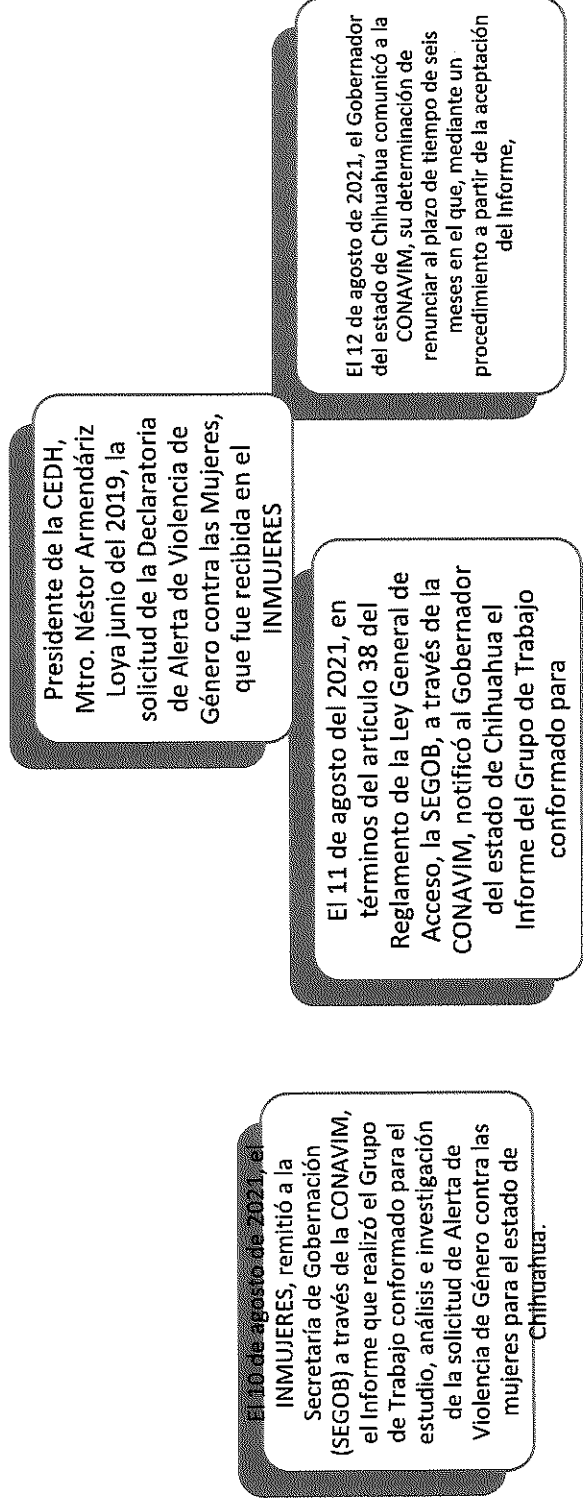 Presidente de la CEDH,
Mtro. Néstor Armendáriz
Loya junio del 2019, la
solicitud de la Declaratoria
de Alerta de Violencia de
Género contra las Mujeres,
que fue recibida en el
INMUJERES
El 10 de agosto de 2021, el
INMUJERES, remitió a la
Secretaría de Gobernación
(SEGOB) a través de la CONAVIM,
el Informe que realizó el Grupo
de Trabajo conformado para el
estudio, análisis e investigación
de la solicitud de Alerta de
Violencia de Género contra las
mujeres para el estado de
Chihuahua.
El 11 de agosto del 2021, en
términos del artículo 38 del
Reglamento de la Ley General de
Acceso, la SEGOB, a través de la
CONAVIM, notificó al Gobernador
del estado de Chihuahua el
Informe del Grupo de Trabajo
conformado para
El 12 de agosto de 2021, el Gobernador
del estado de Chihuahua comunicó a la
CONAVIM, su determinación de
renunciar al plazo de tiempo de seis
meses en el que, mediante un
procedimiento a partir de la aceptación
del Informe,